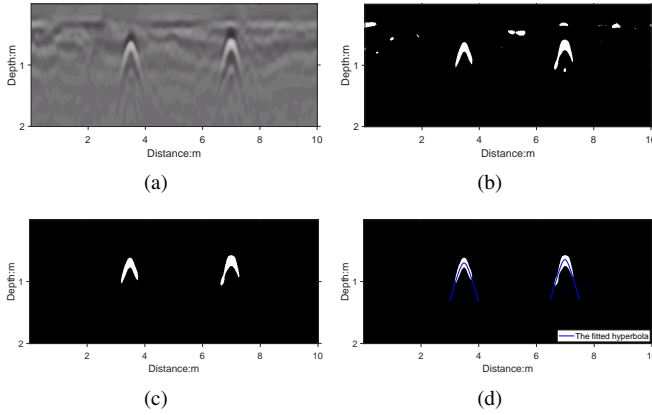 Depth:m
1
2
2 4 6 8 10
Distance:m
(a)
Depth:m
1
2
2 4 6 8 10
Distance:m
(b)
Depth:m
1
2
2 4 6 8 10
Distance:m
(c)
Depth:m
1
2
2 4 6 8 10
The fitted hyperbola
Distance:m
(d)